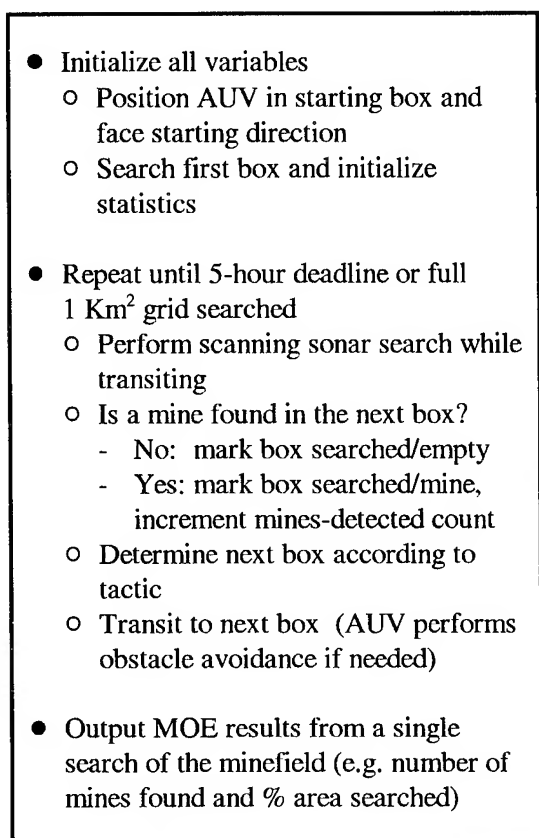 ● Initialize all variables
o Position AUV in starting box and
face starting direction
o Search first box and initialize
statistics
● Repeat until 5-hour deadline or full
1 Km² grid searched
o Perform scanning sonar search while
transiting
o Is a mine found in the next box?
- No: mark box searched/empty
- Yes: mark box searched/mine,
increment mines-detected count
o Determine next box according to
tactic
o Transit to next box (AUV performs
obstacle avoidance if needed)
● Output MOE results from a single
search of the minefield (e.g. number of
mines found and % area searched)